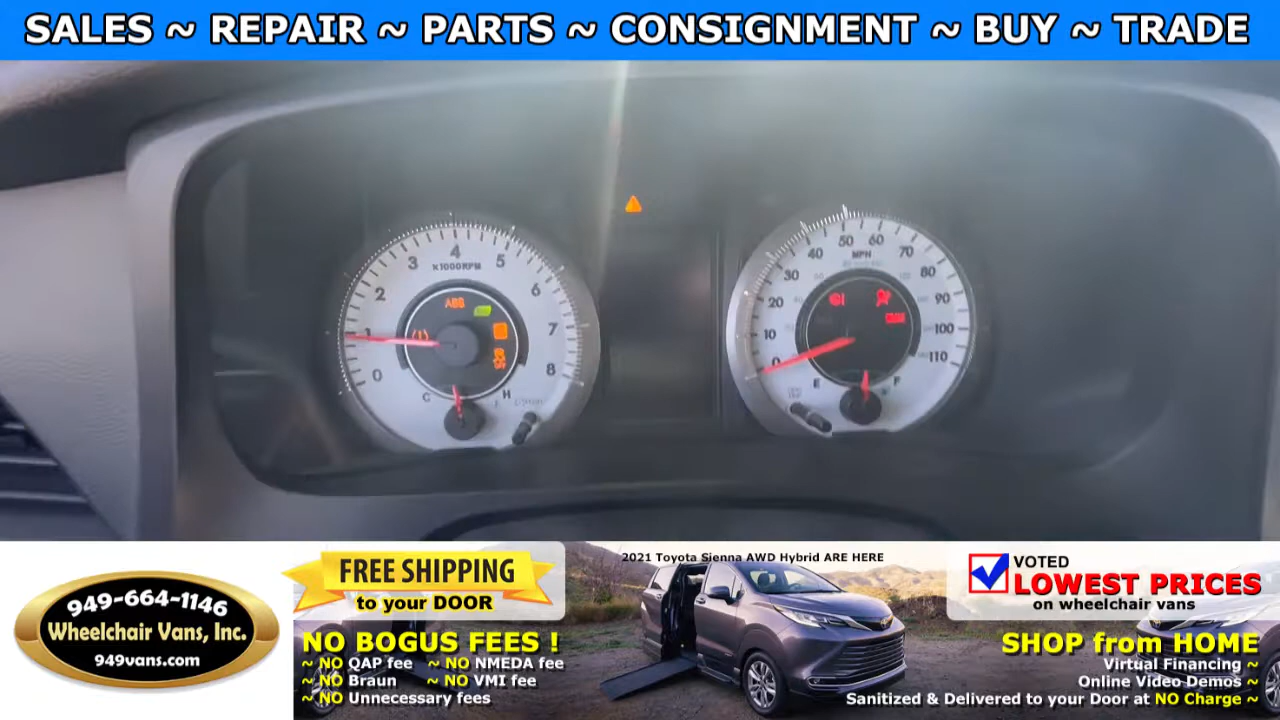 SALES ~ REPAIR ~ PARTS ~ CONSIGNMENT ~ BUY ~ TRADE
4
3 5
x1000RPM
2 6
ABS
1 7
0 8
C H
50 60
40 70
MPH
30 80
20 90
10 100
0 110
E F
949-664-1146
Wheelchair Vans, Inc.
949vans.com
FREE SHIPPING
to your DOOR
NO BOGUS FEES !
~ NO QAP fee ~ NO NMEDA fee
~ NO Braun ~ NO VMI fee
~ NO Unnecessary fees
2021 Toyota Sienna AWD Hybrid ARE HERE
VOTED
LOWEST PRICES
on wheelchair vans
SHOP from HOME
Virtual Financing ~
Online Video Demos ~
Sanitized & Delivered to your Door at NO Charge ~